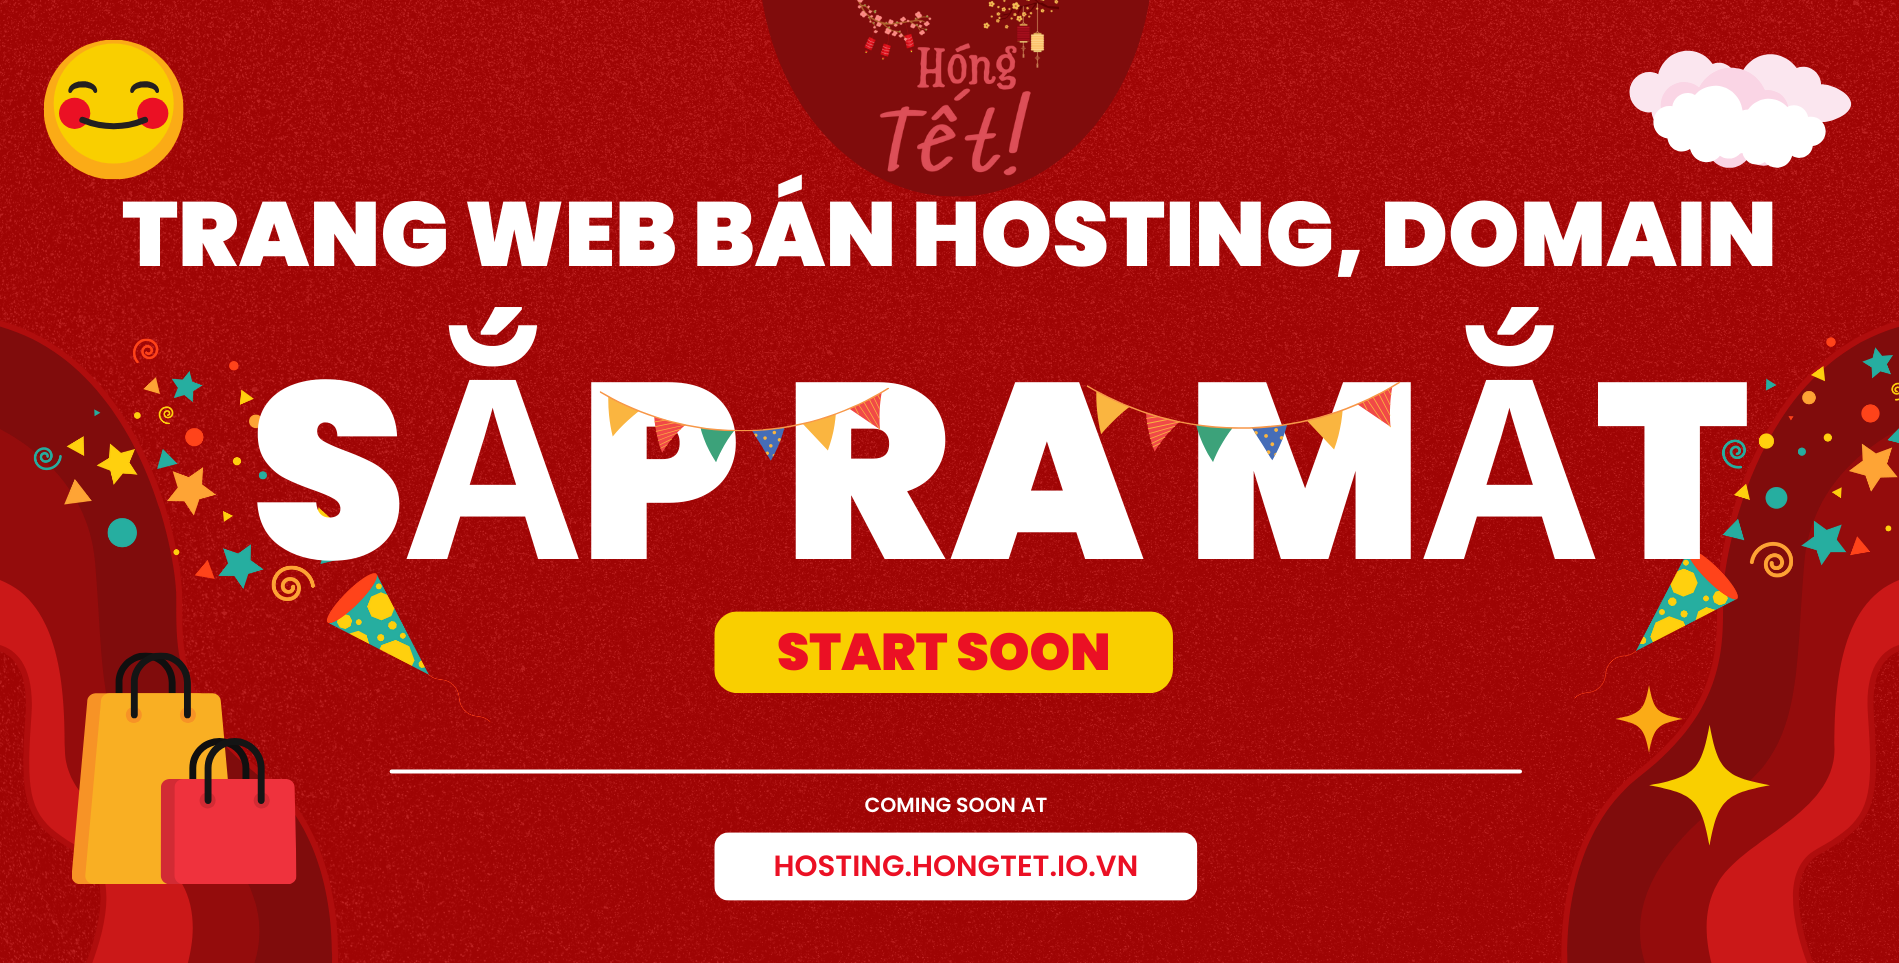 Hóng
Tết!
TRANG WEB BÁN HOSTING, DOMAIN
SẮP RA MẮT
START SOON
COMING SOON AT
HOSTING.HONGTET.IO.VN